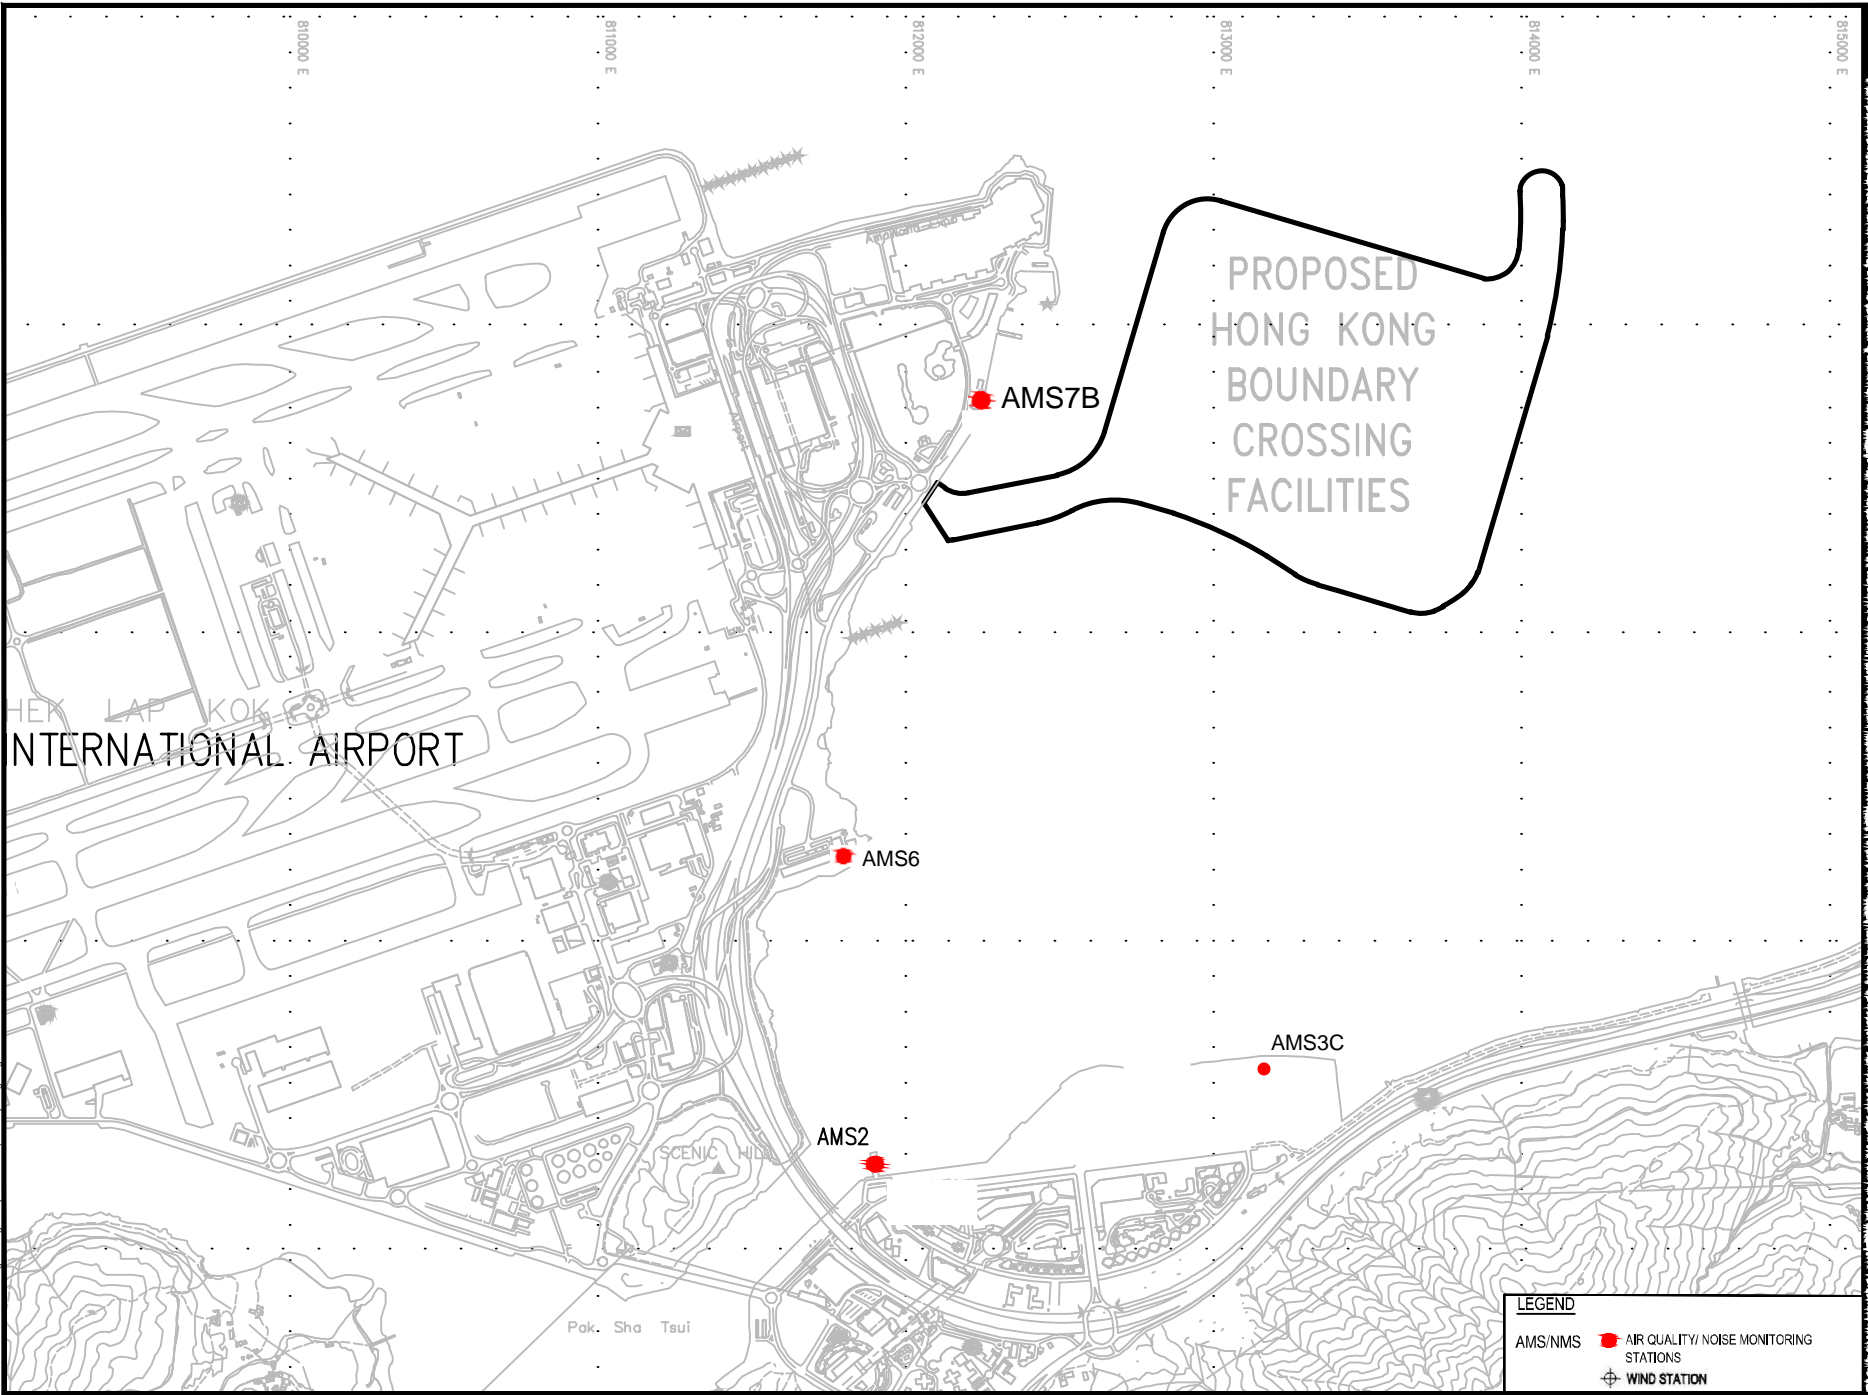 810000 E
811000 E
812000 E
813000 E
814000 E
815000 E
PROPOSED
HONG KONG
BOUNDARY
CROSSING
FACILITIES
AMS7B
Airport
HEK LAP KOK
INTERNATIONAL AIRPORT
AMS6
AMS3C
AMS2
SCENIC HILL
Pak Sha Tsui
LEGEND
AMS/NMS AIR QUALITY/ NOISE MONITORING
STATIONS
WIND STATION